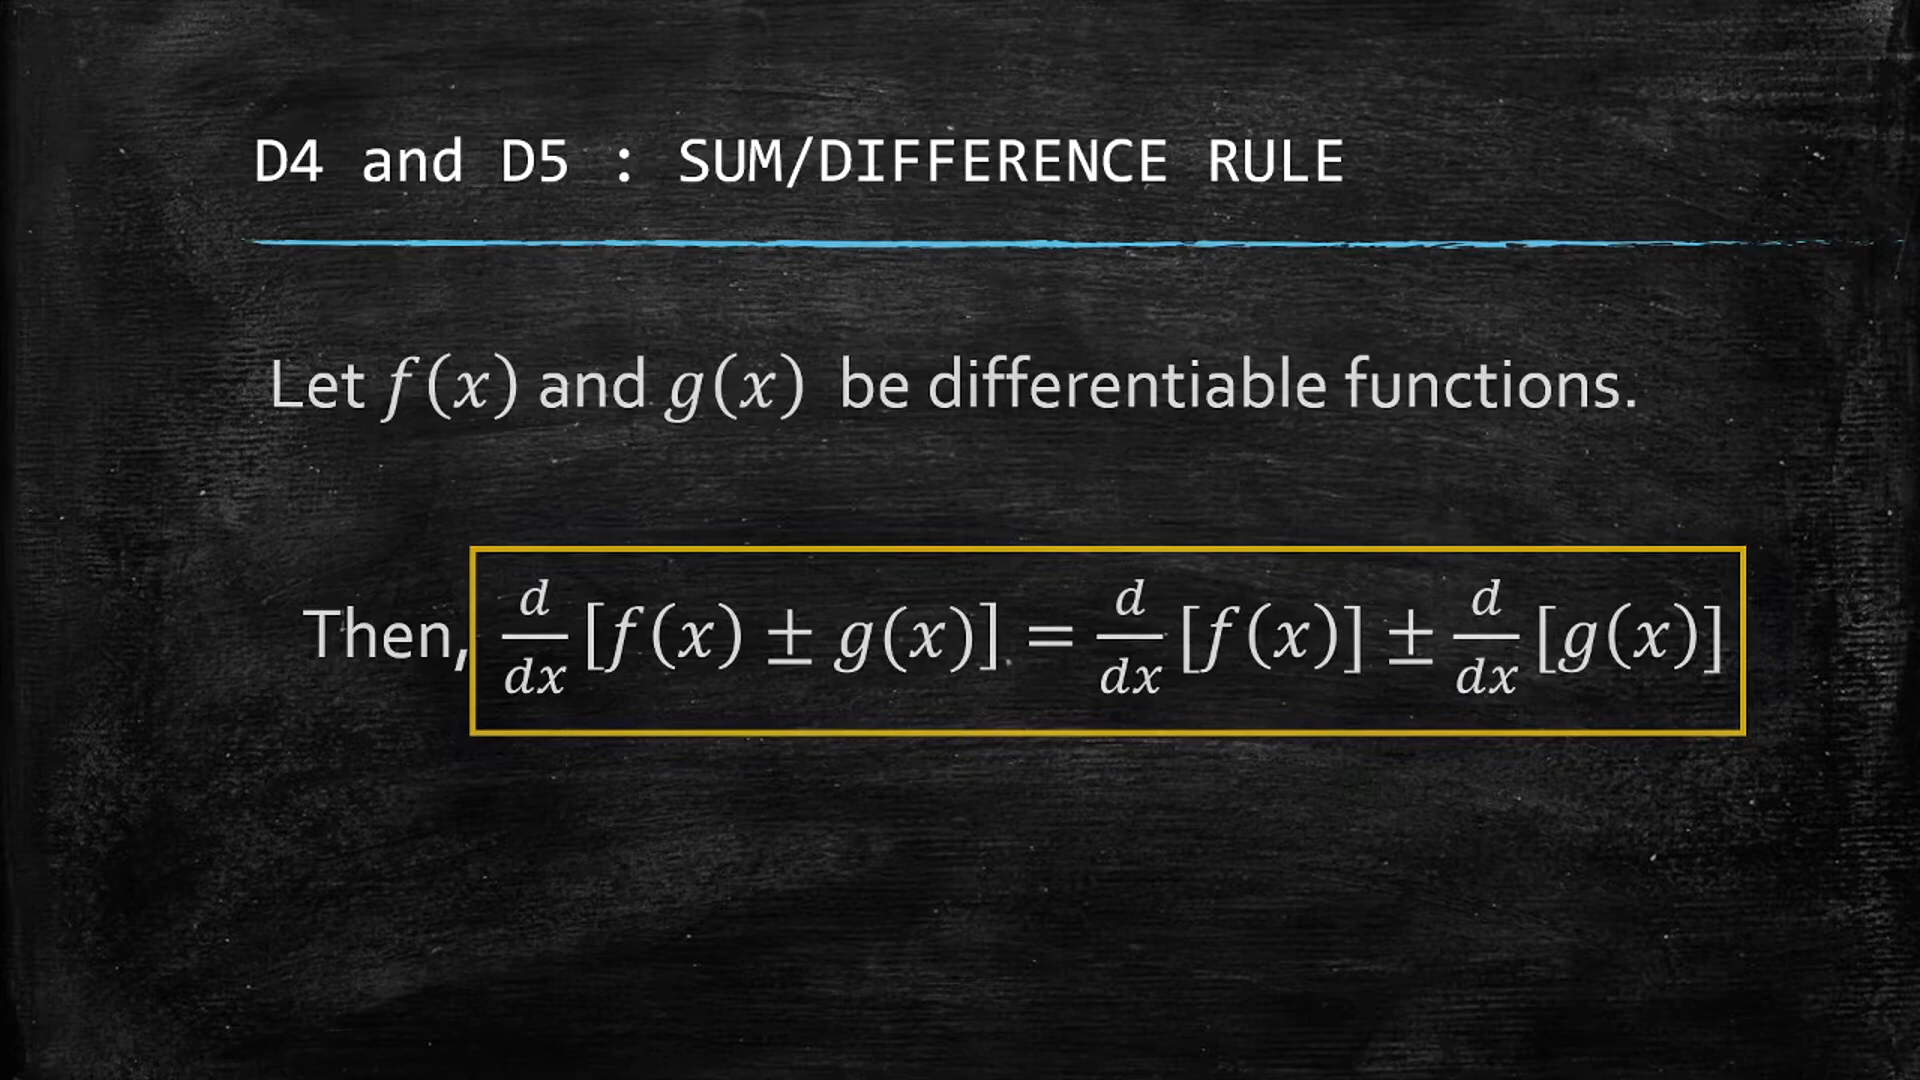 D4 and D5 : SUM/DIFFERENCE RULE
Let f(x) and g(x) be differentiable functions.
Then, d/dx [f(x) ± g(x)] = d/dx [f(x)] ± d/dx [g(x)]